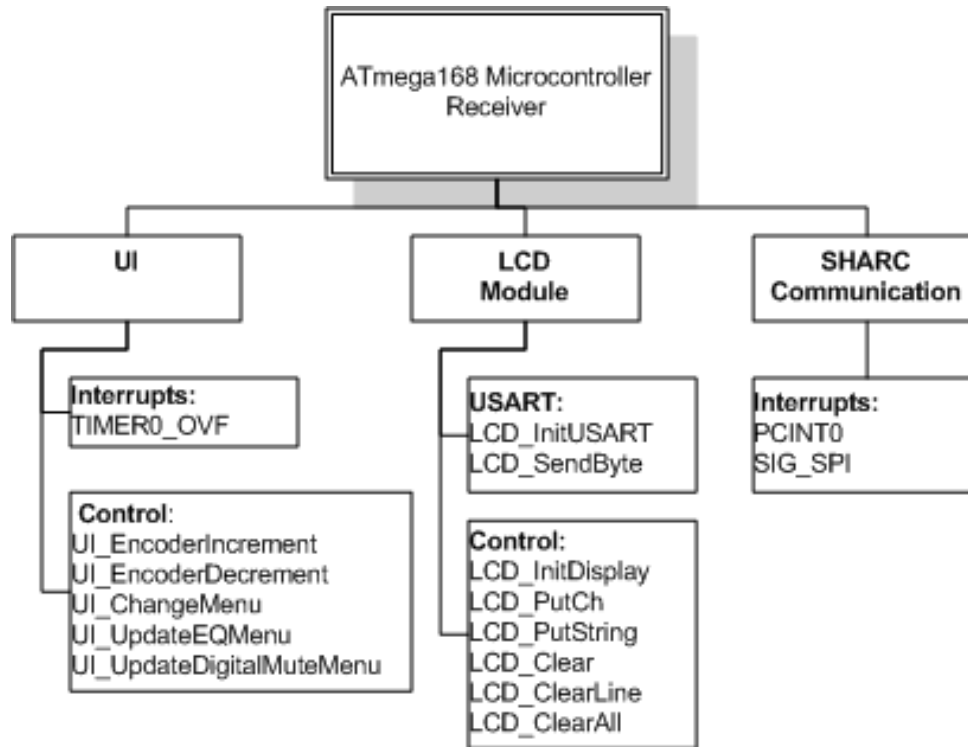 ATmega168 Microcontroller
Receiver
UI
LCD
Module
SHARC
Communication
Interrupts:
TIMER0_OVF
Control:
UI_EncoderIncrement
UI_EncoderDecrement
UI_ChangeMenu
UI_UpdateEQMenu
UI_UpdateDigitalMuteMenu
USART:
LCD_InitUSART
LCD_SendByte
Control:
LCD_InitDisplay
LCD_PutCh
LCD_PutString
LCD_Clear
LCD_ClearLine
LCD_ClearAll
Interrupts:
PCINT0
SIG_SPI